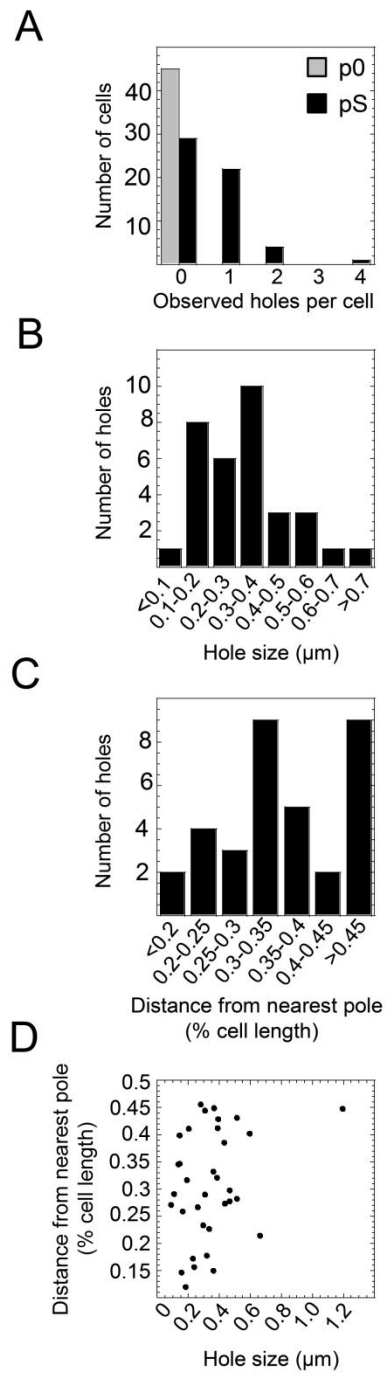 A
Number of cells
40
30
20
10
p0
pS
0 1 2 3 4
Observed holes per cell
B
Number of holes
10
8
6
4
2
<0.1 0.1-0.2 0.2-0.3 0.3-0.4 0.4-0.5 0.5-0.6 0.6-0.7 >0.7
Hole size (µm)
C
Number of holes
8
6
4
2
<0.2 0.2-0.25 0.25-0.3 0.3-0.35 0.35-0.4 0.4-0.45 >0.45
Distance from nearest pole
(% cell length)
D
Distance from nearest pole
(% cell length)
0.5
0.45
0.4
0.35
0.3
0.25
0.2
0.15
0 0.2 0.4 0.6 0.8 1.0 1.2
Hole size (µm)